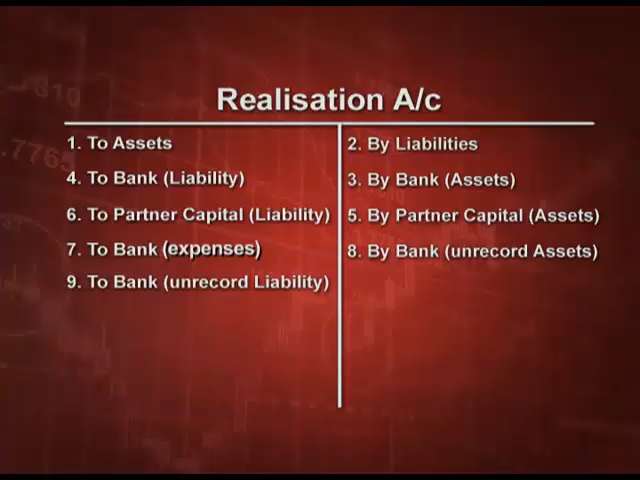 Realisation A/c
1. To Assets
2. By Liabilities
4. To Bank (Liability)
3. By Bank (Assets)
6. To Partner Capital (Liability)
5. By Partner Capital (Assets)
7. To Bank (expenses)
8. By Bank (unrecord Assets)
9. To Bank (unrecord Liability)